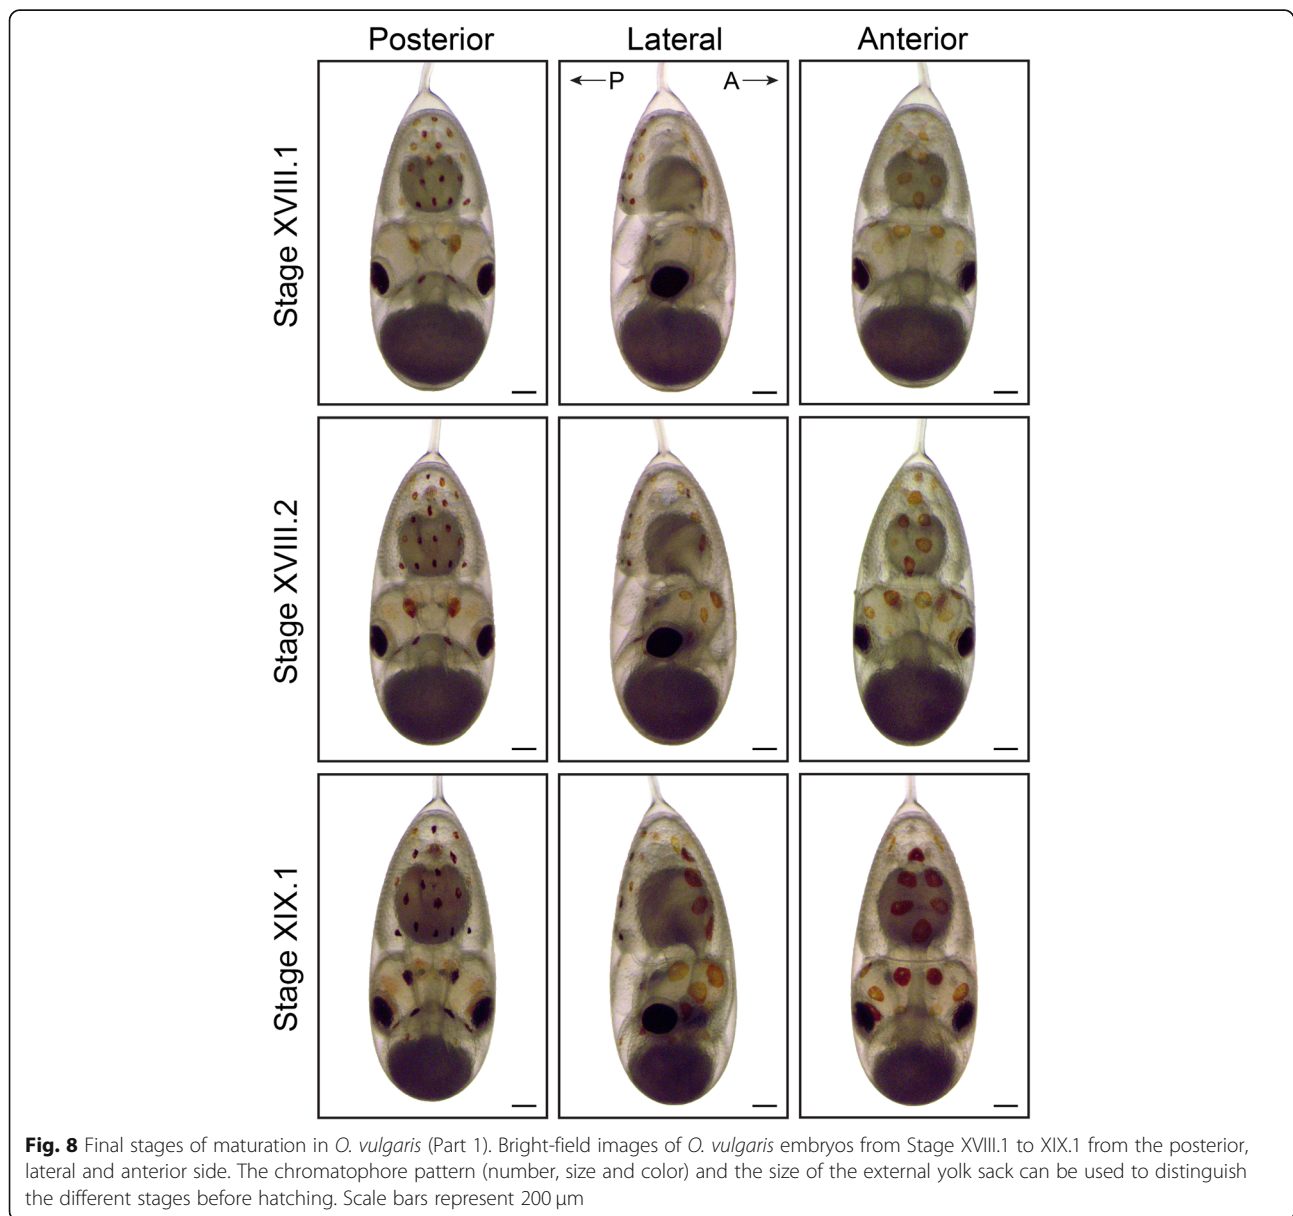 Posterior
Lateral
Anterior
←P
A→
Stage XVIII.1
Stage XVIII.2
Stage XIX.1
Fig. 8 Final stages of maturation in O. vulgaris (Part 1). Bright-field images of O. vulgaris embryos from Stage XVIII.1 to XIX.1 from the posterior,
lateral and anterior side. The chromatophore pattern (number, size and color) and the size of the external yolk sack can be used to distinguish
the different stages before hatching. Scale bars represent 200 µm